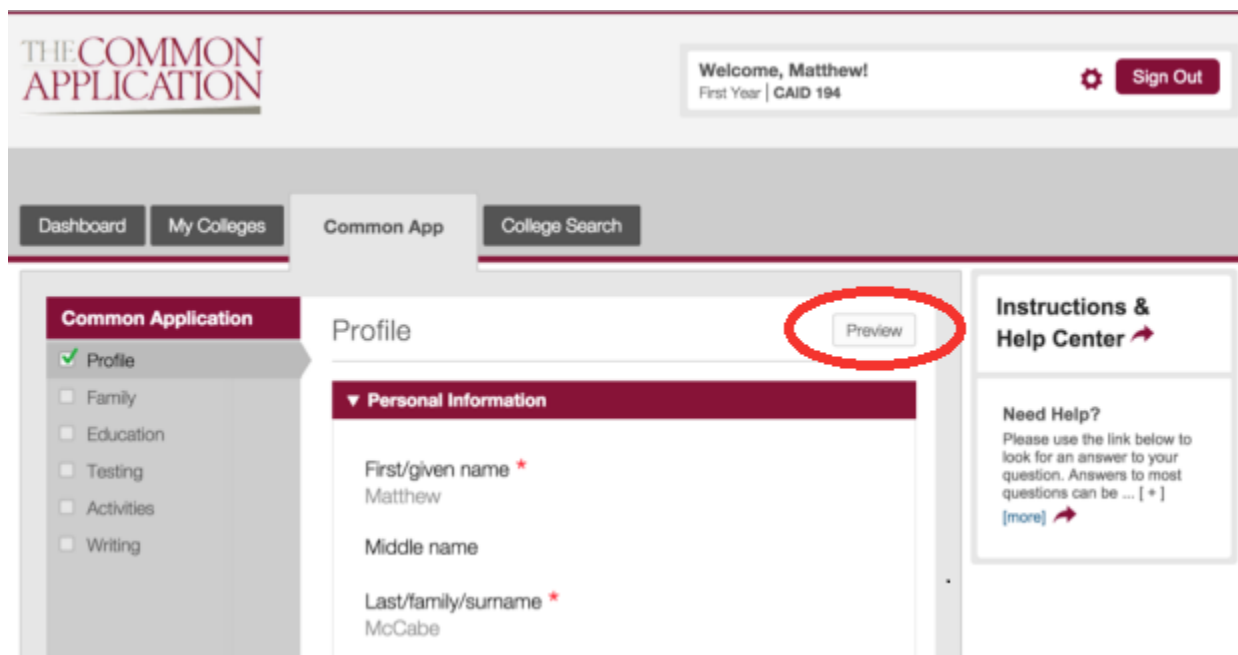 THE COMMON
APPLICATION
Welcome, Matthew!
First Year | CAID 194
Sign Out
Dashboard
My Colleges
Common App
College Search
Common Application
Profile
Family
Education
Testing
Activities
Writing
Profile
Preview
Personal Information
First/given name *
Matthew
Middle name
Last/family/surname *
McCabe
Instructions &
Help Center
Need Help?
Please use the link below to
look for an answer to your
question. Answers to most
questions can be ... [ + ]
[more]